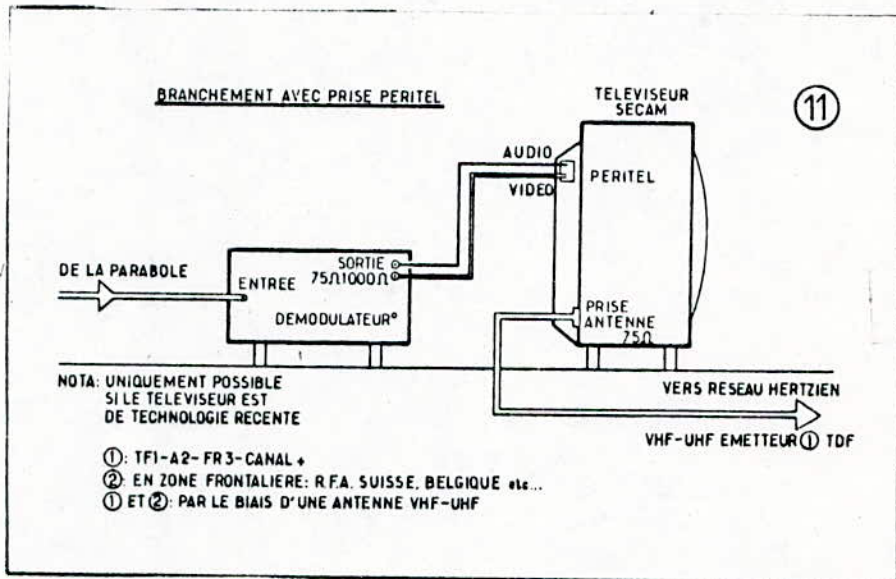 BRANCHEMENT AVEC PRISE PERITEL
TELEVISEUR
SECAM
11
AUDIO
VIDEO
PERITEL
DE LA PARABOLE
ENTREE
SORTIE
75Ω 1000Ω
DEMODULATEUR°
PRISE
ANTENNE
75Ω
NOTA: UNIQUEMENT POSSIBLE
SI LE TELEVISEUR EST
DE TECHNOLOGIE RECENTE
VERS RESEAU HERTZIEN
VHF-UHF EMETTEUR ① TDF
①: TF1-A2-FR3-CANAL+
②: EN ZONE FRONTALIERE: R.F.A. SUISSE, BELGIQUE etc...
① ET ②: PAR LE BIAIS D'UNE ANTENNE VHF-UHF